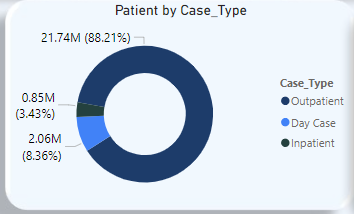 Patient by Case_Type
21.74M (88.21%)
0.85M
(3.43%)
2.06M
(8.36%)
Case_Type
Outpatient
Day Case
Inpatient